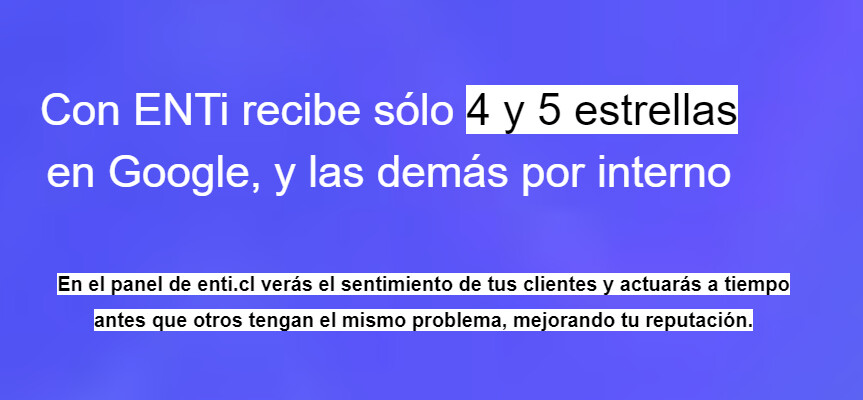 Con ENTi recibe sólo 4 y 5 estrellas
en Google, y las demás por interno
En el panel de enti.cl verás el sentimiento de tus clientes y actuarás a tiempo
antes que otros tengan el mismo problema, mejorando tu reputación.